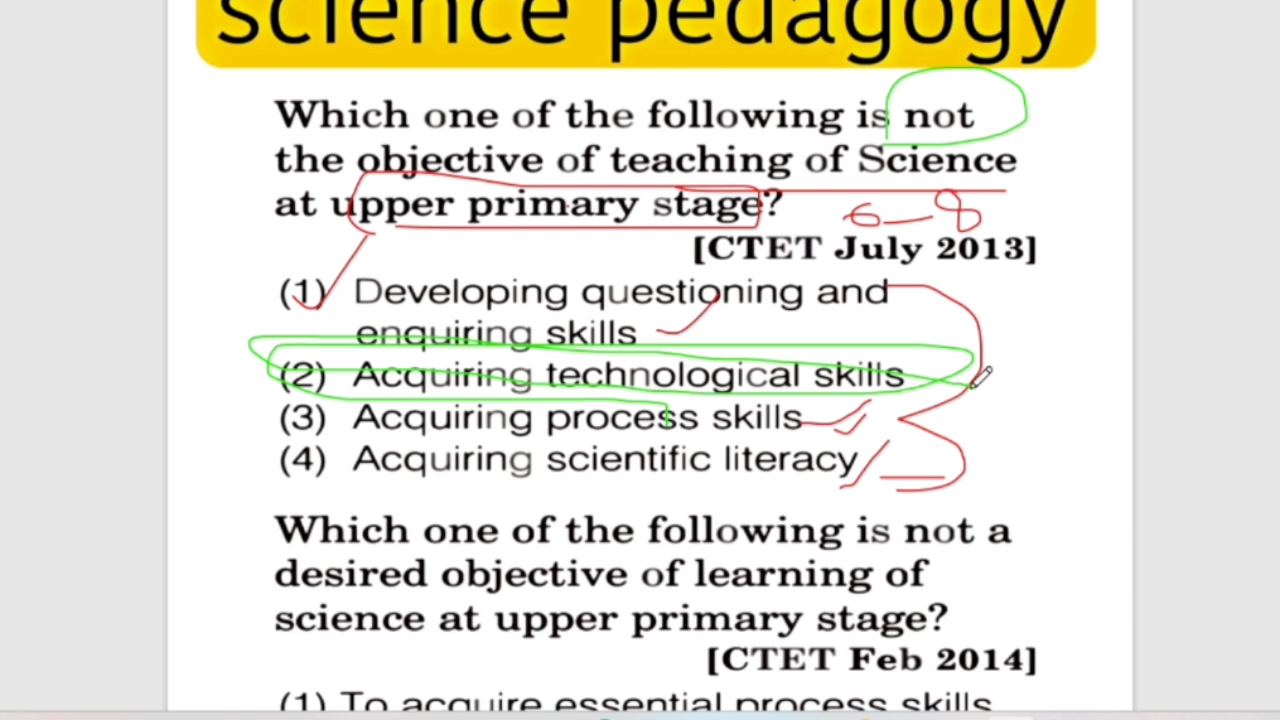 science pedagogy
Which one of the following is not
the objective of teaching of Science
at upper primary stage?
6-8
[CTET July 2013]
(1) Developing questioning and
enquiring skills
(2) Acquiring technological skills
(3) Acquiring process skills
(4) Acquiring scientific literacy
Which one of the following is not a
desired objective of learning of
science at upper primary stage?
[CTET Feb 2014]
(1) To acquire essential process skills